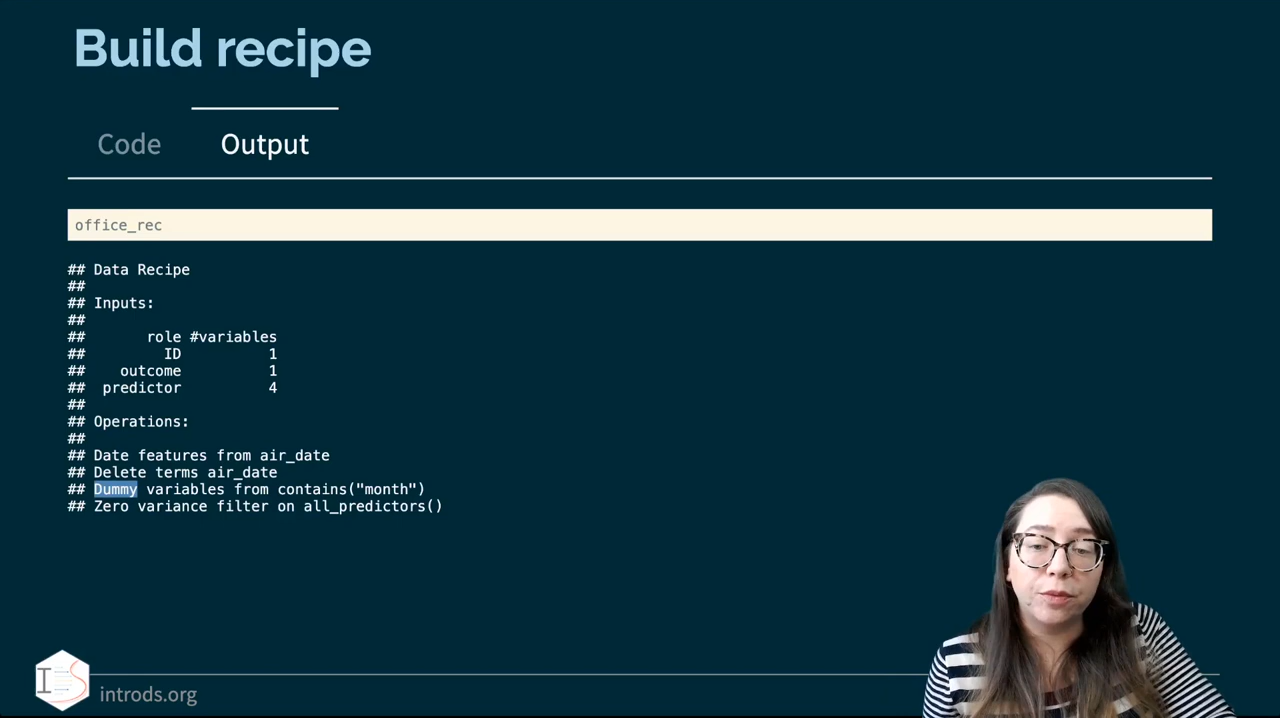 Build recipe
Code
Output
office_rec
## Data Recipe
##
## Inputs:
##
##       role #variables
##         ID          1
##    outcome          1
##  predictor          4
##
## Operations:
##
## Date features from air_date
## Delete terms air_date
## Dummy variables from contains("month")
## Zero variance filter on all_predictors()
I S
introds.org